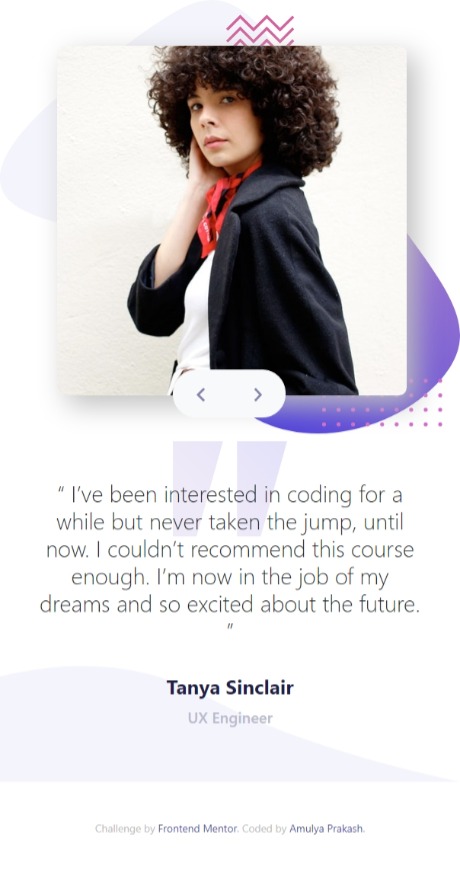 “ I’ve been interested in coding for a
while but never taken the jump, until
now. I couldn’t recommend this course
enough. I’m now in the job of my
dreams and so excited about the future.
”
Tanya Sinclair
UX Engineer
Challenge by Frontend Mentor. Coded by Amulya Prakash.